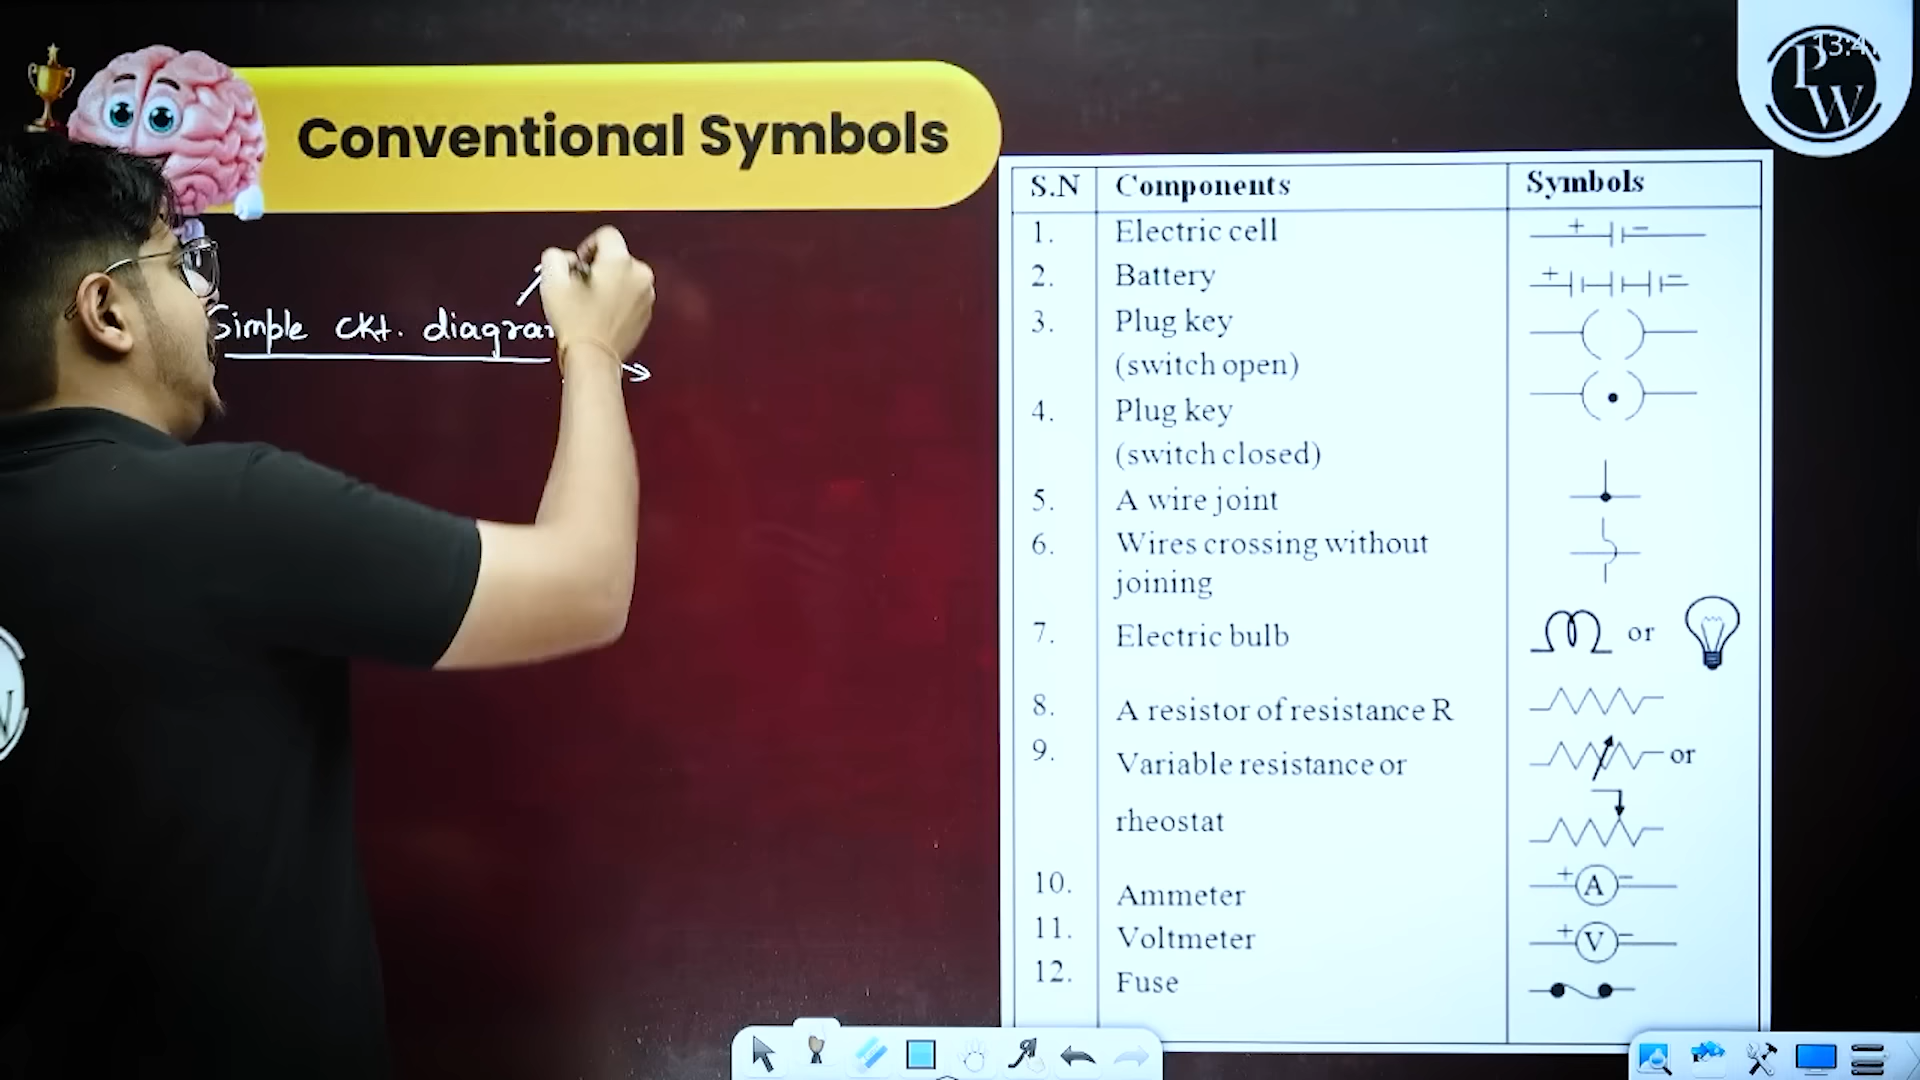 Conventional Symbols
PW
Simple ckt. diagram
S.N Components Symbols
1. Electric cell + -
2. Battery + -
3. Plug key
(switch open)
4. Plug key
(switch closed)
5. A wire joint
6. Wires crossing without
joining
7. Electric bulb or
8. A resistor of resistance R
9. Variable resistance or or
rheostat
10. Ammeter + A -
11. Voltmeter + V -
12. Fuse